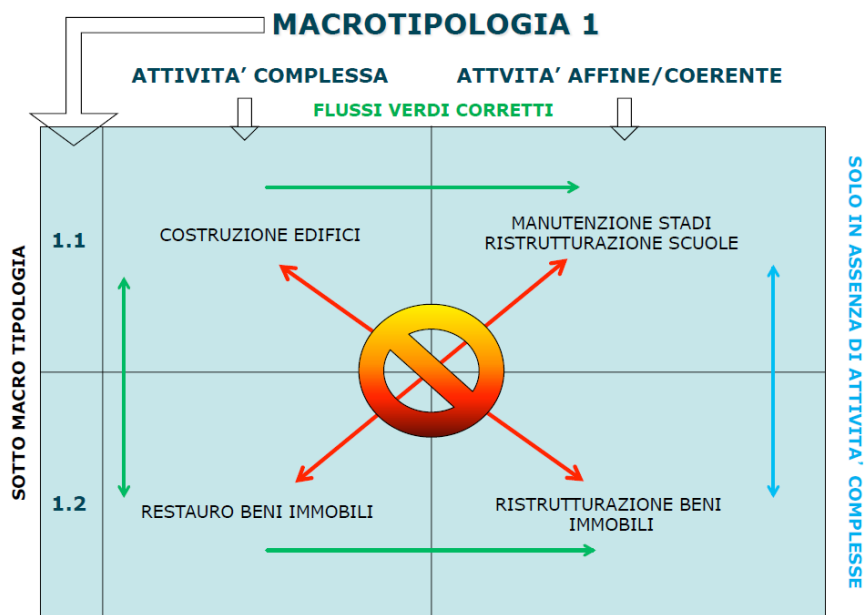 MACROTIPOLOGIA 1
ATTIVITA’ COMPLESSA
ATTVITA’ AFFINE/COERENTE
FLUSSI VERDI CORRETTI
SOTTO MACRO TIPOLOGIA
1.1
COSTRUZIONE EDIFICI
MANUTENZIONE STADI
RISTRUTTURAZIONE SCUOLE
SOLO IN ASSENZA DI ATTIVITA’ COMPLESSE
1.2
RESTAURO BENI IMMOBILI
RISTRUTTURAZIONE BENI
IMMOBILI